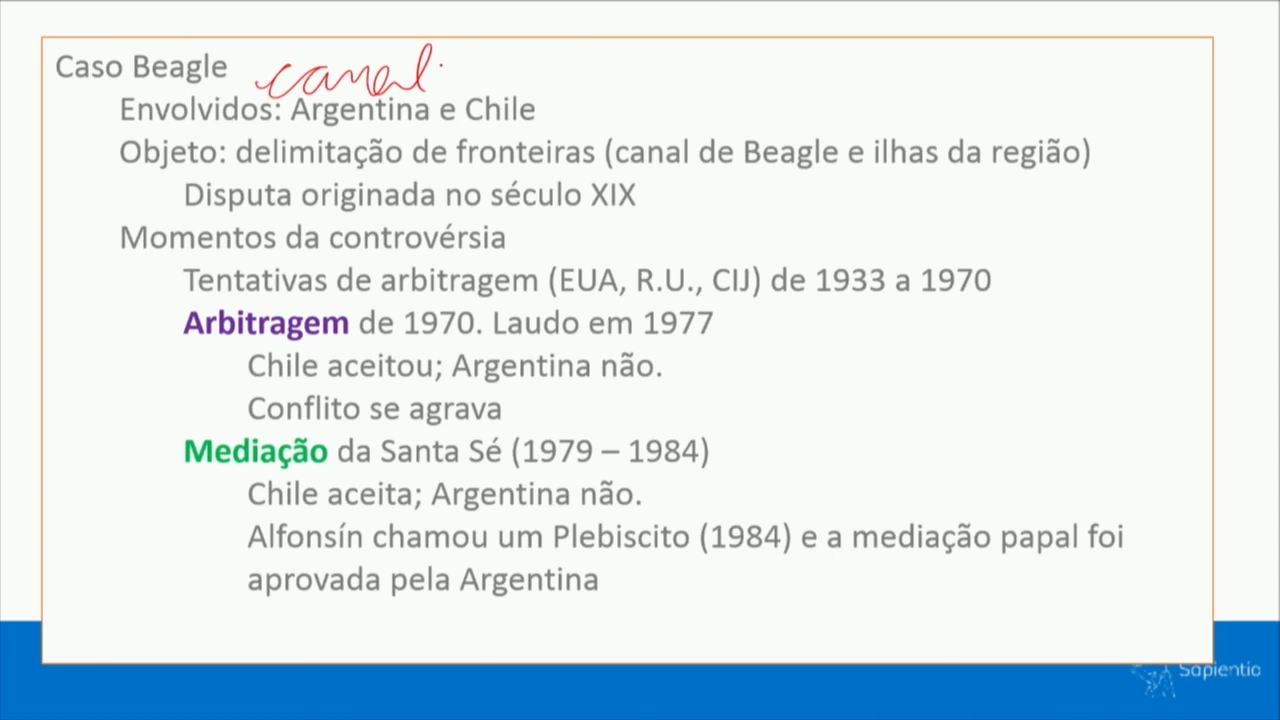 Caso Beagle canal
Envolvidos: Argentina e Chile
Objeto: delimitação de fronteiras (canal de Beagle e ilhas da região)
Disputa originada no século XIX
Momentos da controvérsia
Tentativas de arbitragem (EUA, R.U., CIJ) de 1933 a 1970
Arbitragem de 1970. Laudo em 1977
Chile aceitou; Argentina não.
Conflito se agrava
Mediação da Santa Sé (1979 – 1984)
Chile aceita; Argentina não.
Alfonsín chamou um Plebiscito (1984) e a mediação papal foi
aprovada pela Argentina
Sapientia